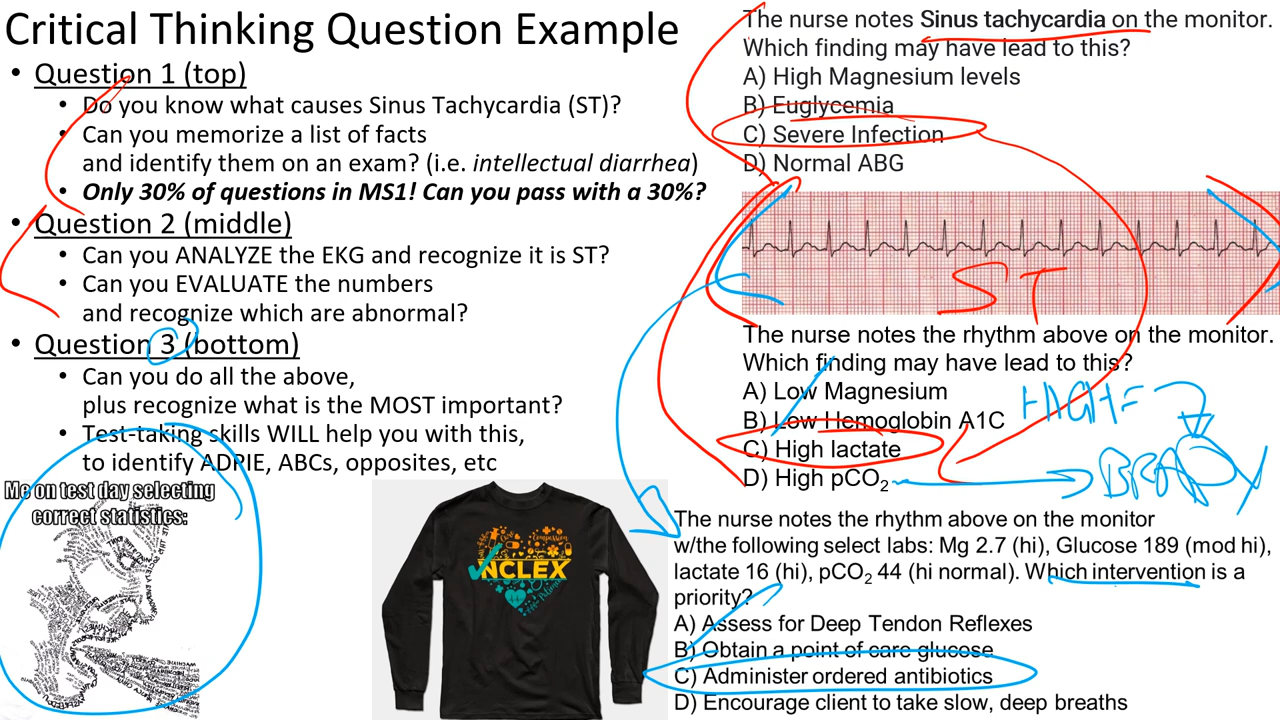 Critical Thinking Question Example
• Question 1 (top)
• Do you know what causes Sinus Tachycardia (ST)?
• Can you memorize a list of facts
and identify them on an exam? (i.e. intellectual diarrhea)
• Only 30% of questions in MS1! Can you pass with a 30%?
• Question 2 (middle)
• Can you ANALYZE the EKG and recognize it is ST?
• Can you EVALUATE the numbers
and recognize which are abnormal?
• Question 3 (bottom)
• Can you do all the above,
plus recognize what is the MOST important?
• Test-taking skills WILL help you with this,
to identify ADPIE, ABCs, opposites, etc
Me on test day selecting
correct statistics:
NCLEX
The nurse notes Sinus tachycardia on the monitor.
Which finding may have lead to this?
A) High Magnesium levels
B) Euglycemia
C) Severe Infection
D) Normal ABG
ST
The nurse notes the rhythm above on the monitor.
Which finding may have lead to this?
A) Low Magnesium
B) Low Hemoglobin A1C
C) High lactate
D) High pCO2
HIGH =
BRADY
The nurse notes the rhythm above on the monitor
w/the following select labs: Mg 2.7 (hi), Glucose 189 (mod hi),
lactate 16 (hi), pCO2 44 (hi normal). Which intervention is a
priority?
A) Assess for Deep Tendon Reflexes
B) Obtain a point of care glucose
C) Administer ordered antibiotics
D) Encourage client to take slow, deep breaths